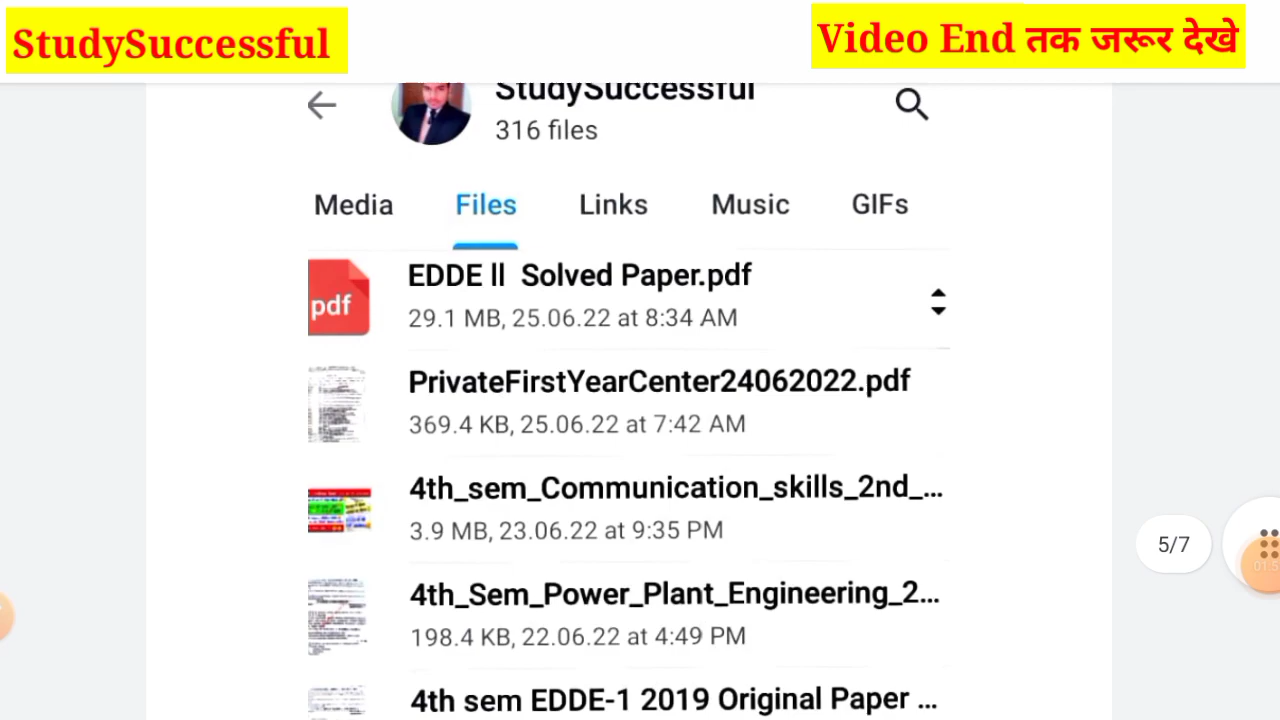 StudySuccessful
Video End तक जरूर देखे
StudySuccessful
316 files
Media Files Links Music GIFs
pdf
EDDE ll Solved Paper.pdf
29.1 MB, 25.06.22 at 8:34 AM
PrivateFirstYearCenter24062022.pdf
369.4 KB, 25.06.22 at 7:42 AM
4th_sem_Communication_skills_2nd_...
3.9 MB, 23.06.22 at 9:35 PM
5/7
4th_Sem_Power_Plant_Engineering_2...
198.4 KB, 22.06.22 at 4:49 PM
4th sem EDDE-1 2019 Original Paper ...